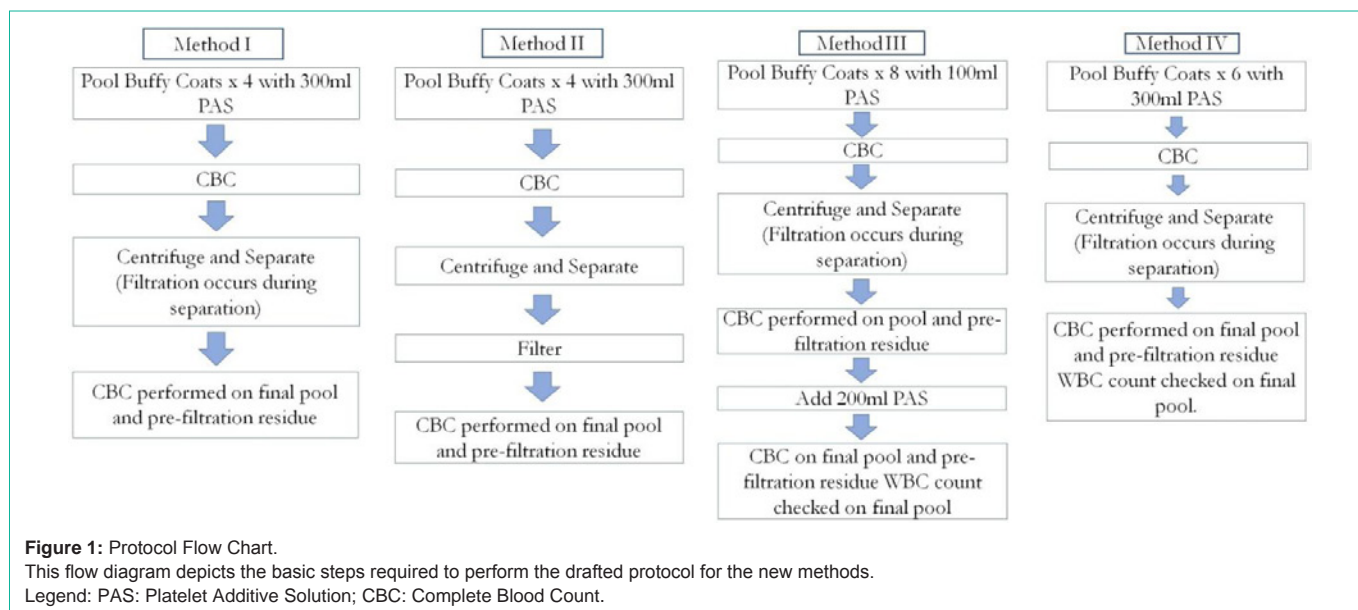 Method I
Pool Buffy Coats x 4 with 300ml
PAS
CBC
Centrifuge and Separate
(Filtration occurs during
separation)
CBC performed on final pool
and pre-filtration residue
Method II
Pool Buffy Coats x 4 with 300ml
PAS
CBC
Centrifuge and Separate
Filter
CBC performed on final pool
and pre-filtration residue
Method III
Pool Buffy Coats x 8 with 100ml
PAS
CBC
Centrifuge and Separate
(Filtration occurs during
separation)
CBC performed on pool and pre-
filtration residue
Add 200ml PAS
CBC on final pool and pre-
filtration residue WBC count
checked on final pool
Method IV
Pool Buffy Coats x 6 with
300ml PAS
CBC
Centrifuge and Separate
(Filtration occurs during
separation)
CBC performed on final pool
and pre-filtration residue
WBC count checked on final
pool.
Figure 1: Protocol Flow Chart.
This flow diagram depicts the basic steps required to perform the drafted protocol for the new methods.
Legend: PAS: Platelet Additive Solution; CBC: Complete Blood Count.